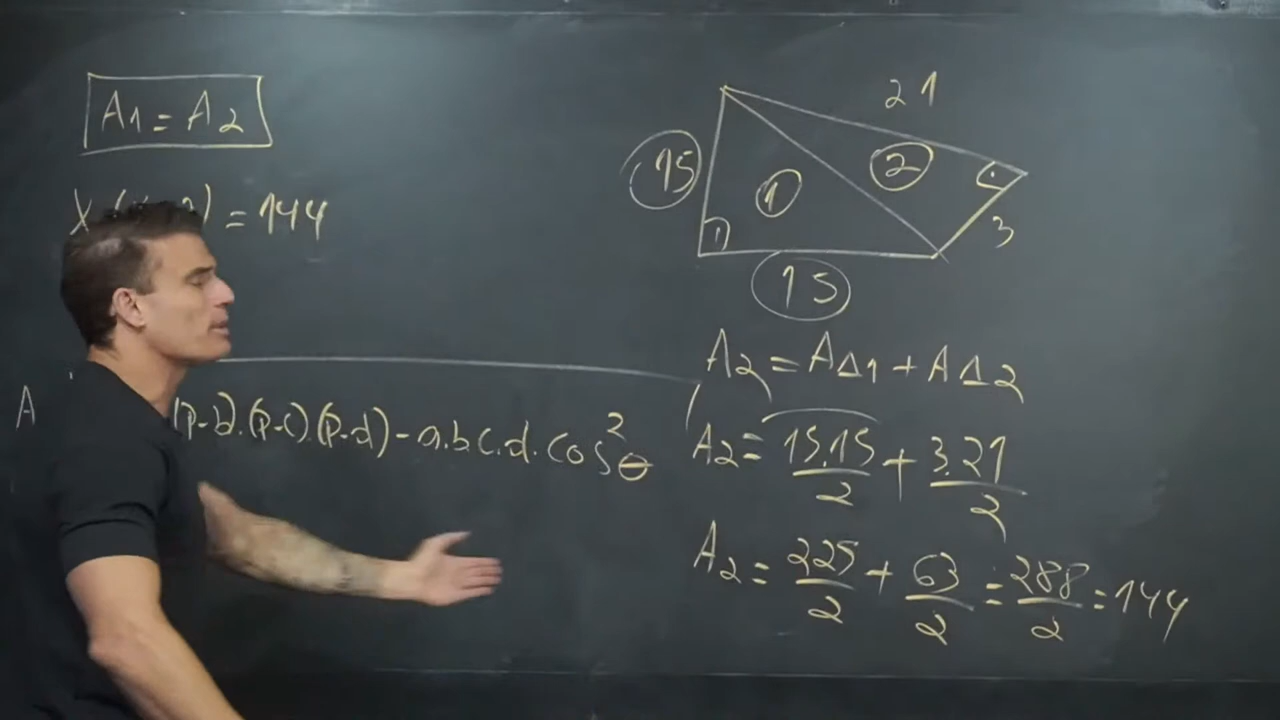 A1 = A2
= 144
A
(p-b).(p-c)(p-d) - a.b.c.d. cos²θ
21
15
1
2
3
15
A2 = AΔ1 + AΔ2
A2 = 15.15/2 + 3.21/2
A2 = 225/2 + 63/2 = 288/2 = 144